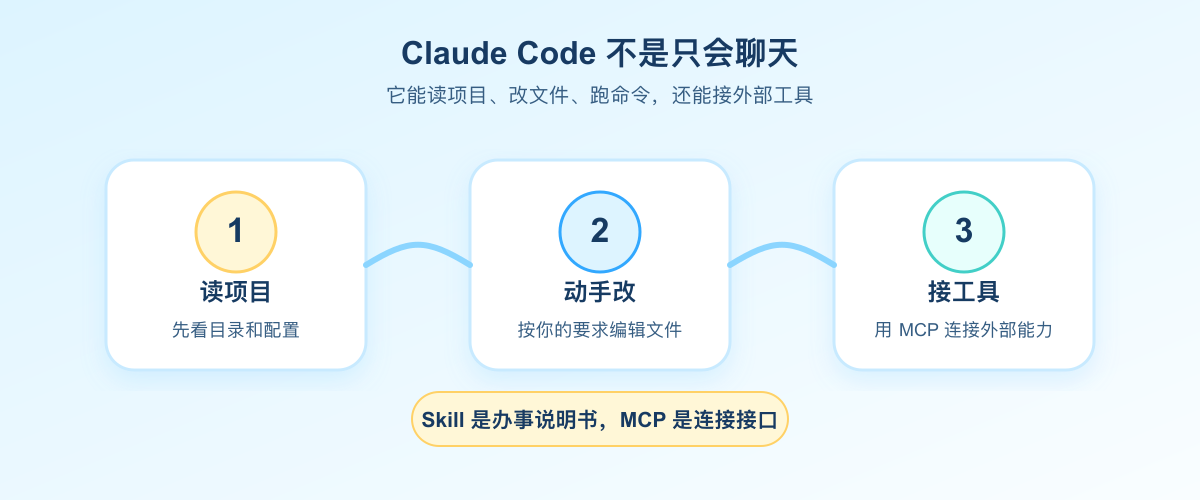 Claude Code 不是只会聊天
它能读项目、改文件、跑命令，还能接外部工具
1
读项目
先看目录和配置
2
动手改
按你的要求编辑文件
3
接工具
用 MCP 连接外部能力
Skill 是办事说明书，MCP 是连接接口